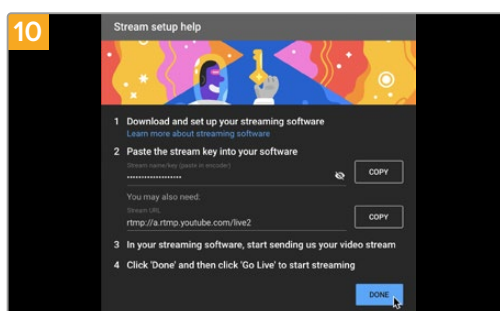 10
Stream setup help
1 Download and set up your streaming software
Learn more about streaming software
2 Paste the stream key into your software
Stream name/key (paste in encoder)
••••••••••••••••••••
COPY
You may also need:
Stream URL
rtmp://a.rtmp.youtube.com/live2
COPY
3 In your streaming software, start sending us your video stream
4 Click 'Done' and then click 'Go Live' to start streaming
DONE